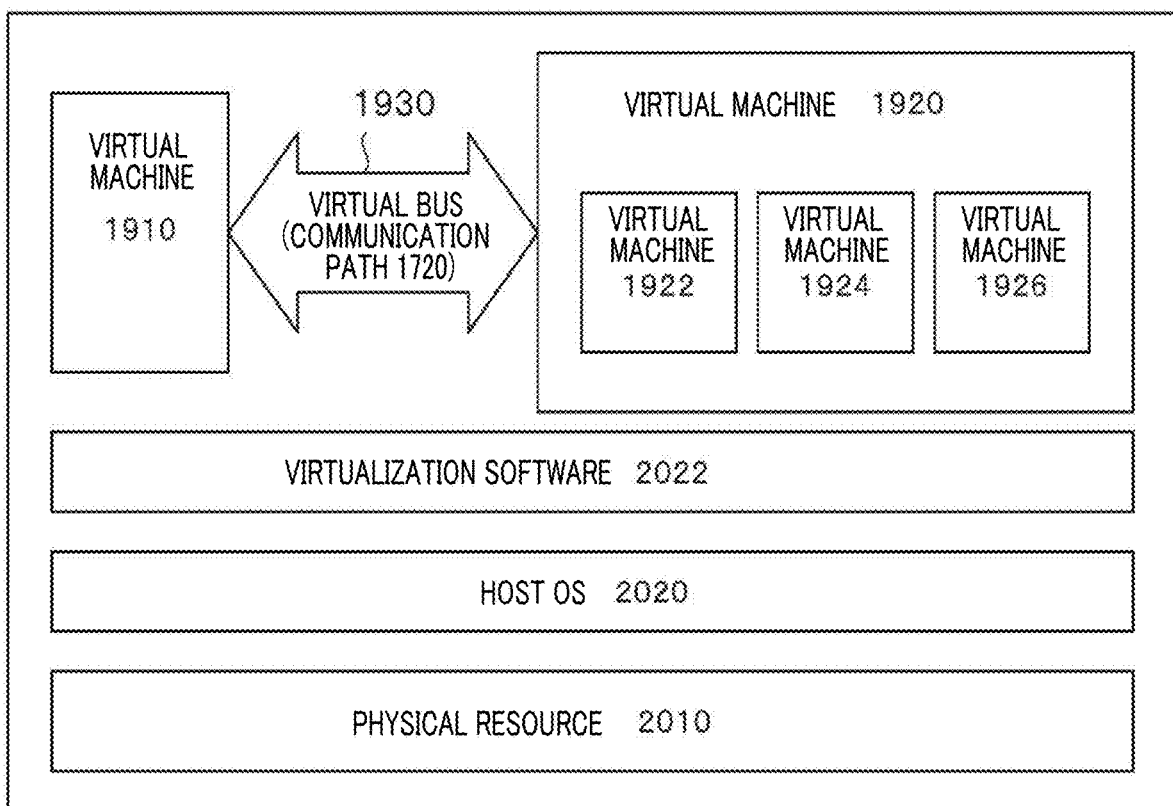 1930
VIRTUAL
MACHINE
1910
VIRTUAL BUS
(COMMUNICATION
PATH 1720)
VIRTUAL MACHINE 1920
VIRTUAL
MACHINE
1922
VIRTUAL
MACHINE
1924
VIRTUAL
MACHINE
1926
VIRTUALIZATION SOFTWARE 2022
HOST OS 2020
PHYSICAL RESOURCE 2010